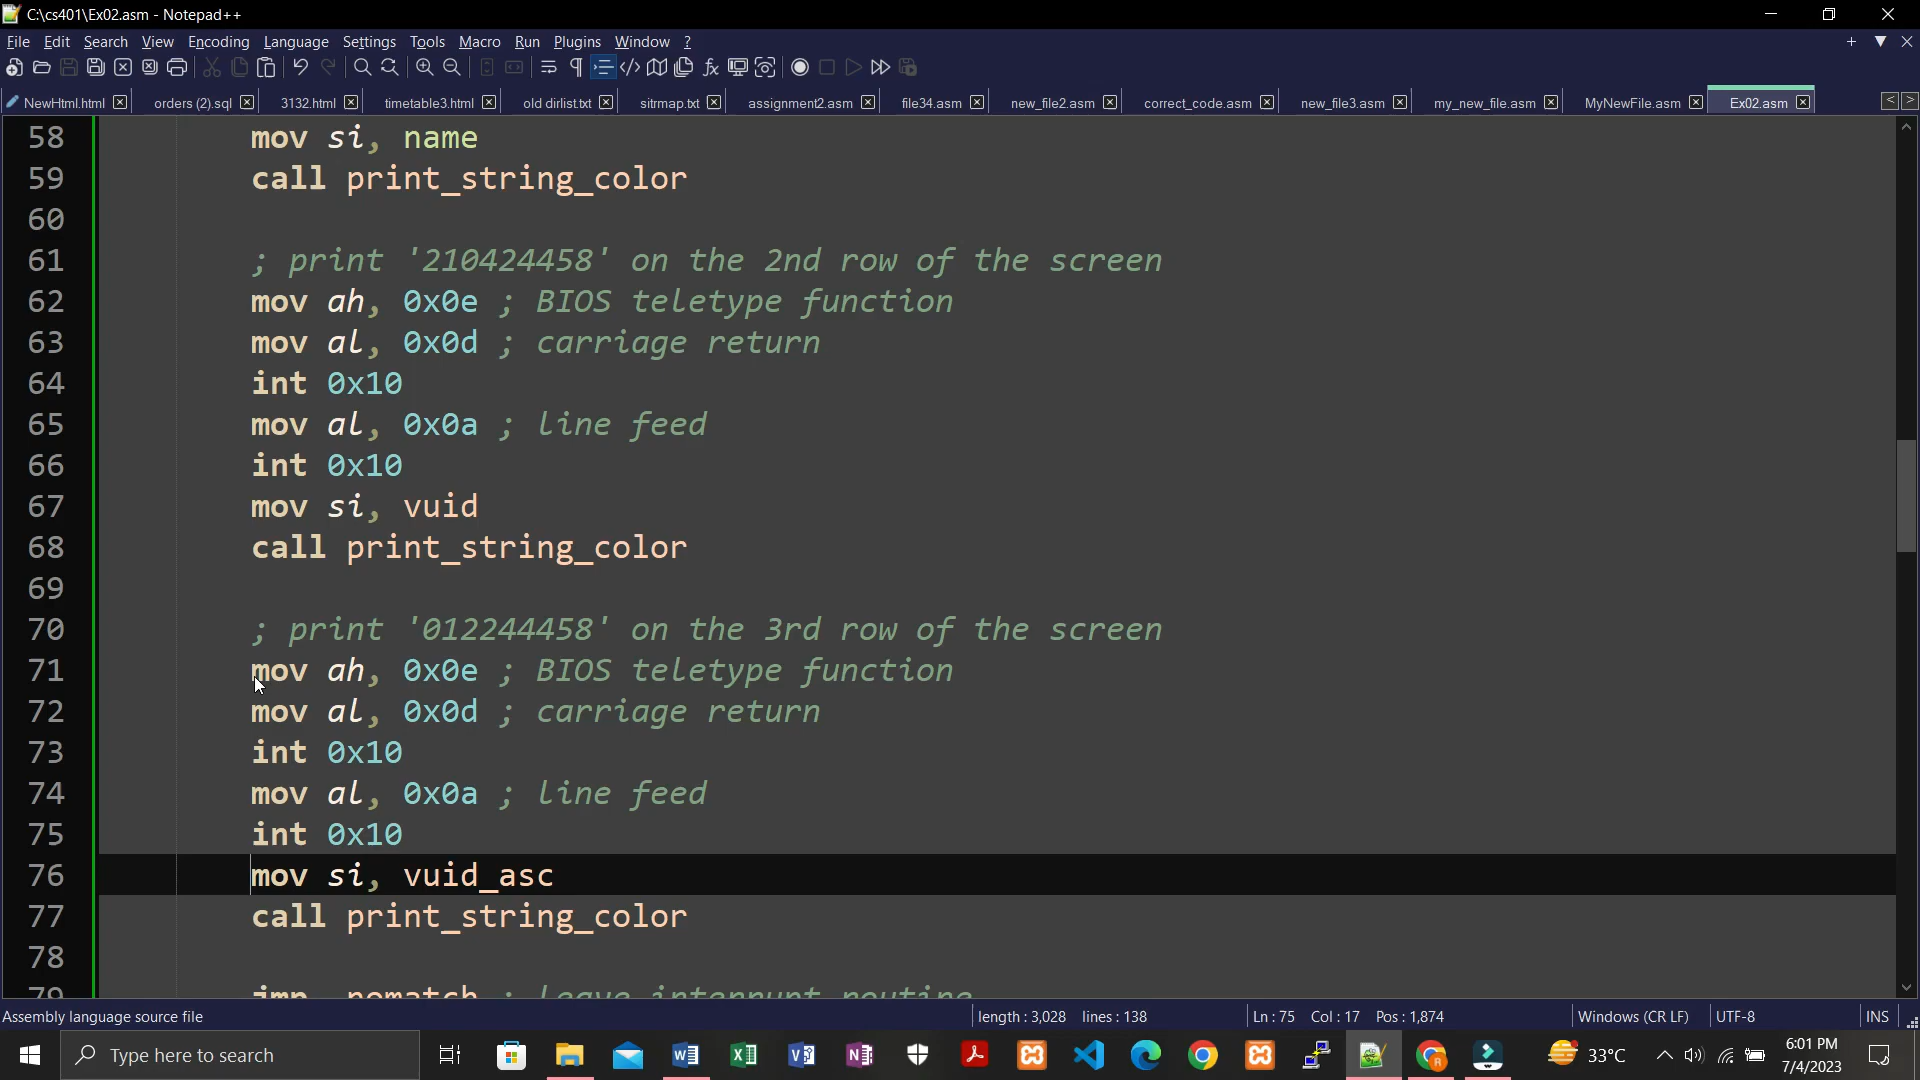 C:\cs401\Ex02.asm - Notepad++
File Edit Search View Encoding Language Settings Tools Macro Run Plugins Window ?
NewHtml.html orders (2).sql 3132.html timetable3.html old dirlist.txt sitrmap.txt assignment2.asm file34.asm new_file2.asm correct_code.asm new_file3.asm my_new_file.asm MyNewFile.asm Ex02.asm
58 mov si, name
59 call print_string_color
60
61 ; print '210424458' on the 2nd row of the screen
62 mov ah, 0x0e ; BIOS teletype function
63 mov al, 0x0d ; carriage return
64 int 0x10
65 mov al, 0x0a ; line feed
66 int 0x10
67 mov si, vuid
68 call print_string_color
69
70 ; print '012244458' on the 3rd row of the screen
71 mov ah, 0x0e ; BIOS teletype function
72 mov al, 0x0d ; carriage return
73 int 0x10
74 mov al, 0x0a ; line feed
75 int 0x10
76 mov si, vuid_asc
77 call print_string_color
78
79 jmp nomatch ; leave interrupt routine
Assembly language source file length : 3,028 lines : 138 Ln : 75 Col : 17 Pos : 1,874 Windows (CR LF) UTF-8 INS
Type here to search 33°C 6:01 PM
7/4/2023